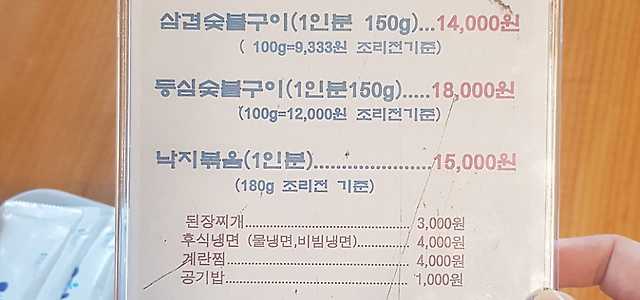 삼겹숯불구이(1인분 150g)...14,000원
( 100g=9,333원 조리전기준)
등심숯불구이(1인분150g).....18,000원
(100g=12,000원 조리전기준)
낙지볶음(1인분)......................15,000원
(180g 조리전 기준)
된장찌개........................................ 3,000원
후식냉면 (물냉면,비빔냉면)............. 4,000원
계란찜............................................ 4,000원
공기밥............................................ 1,000원